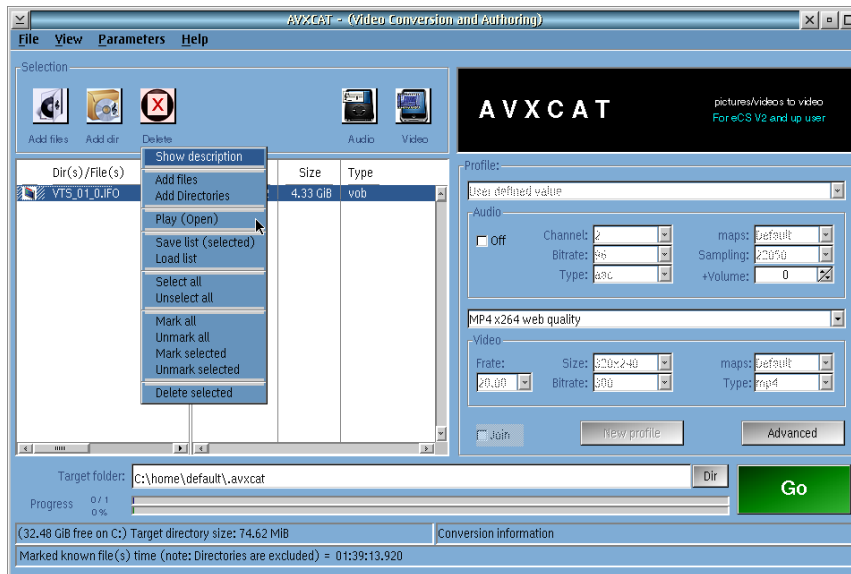 AVXCAT - (Video Conversion and Authoring)
File View Parameters Help
Selection
Add files Add dir Delete Audio Video
AVXCAT
pictures/videos to video
For eCS V2 and up user
Dir(s)/File(s) Size Type
VTS_01_0.IFO 4.33 GiB vob
Show description
Add files
Add Directories
Play (Open)
Save list (selected)
Load list
Select all
Unselect all
Mark all
Unmark all
Mark selected
Unmark selected
Delete selected
Profile:
User defined value
Audio
Off Channel: 2 maps: Default
Bitrate: 96 Sampling: 22050
Type: aac +Volume: 0
MP4 x264 web quality
Video
Frate: Size: 320x240 maps: Default
20.00 Bitrate: 300 Type: mp4
Join New profile Advanced
Target folder: C:\home\default\.avxcat Dir
Go
Progress 0 / 1
0 %
(32.48 GiB free on C:) Target directory size: 74.62 MiB Conversion information
Marked known file(s) time (note: Directories are excluded) = 01:39:13.920